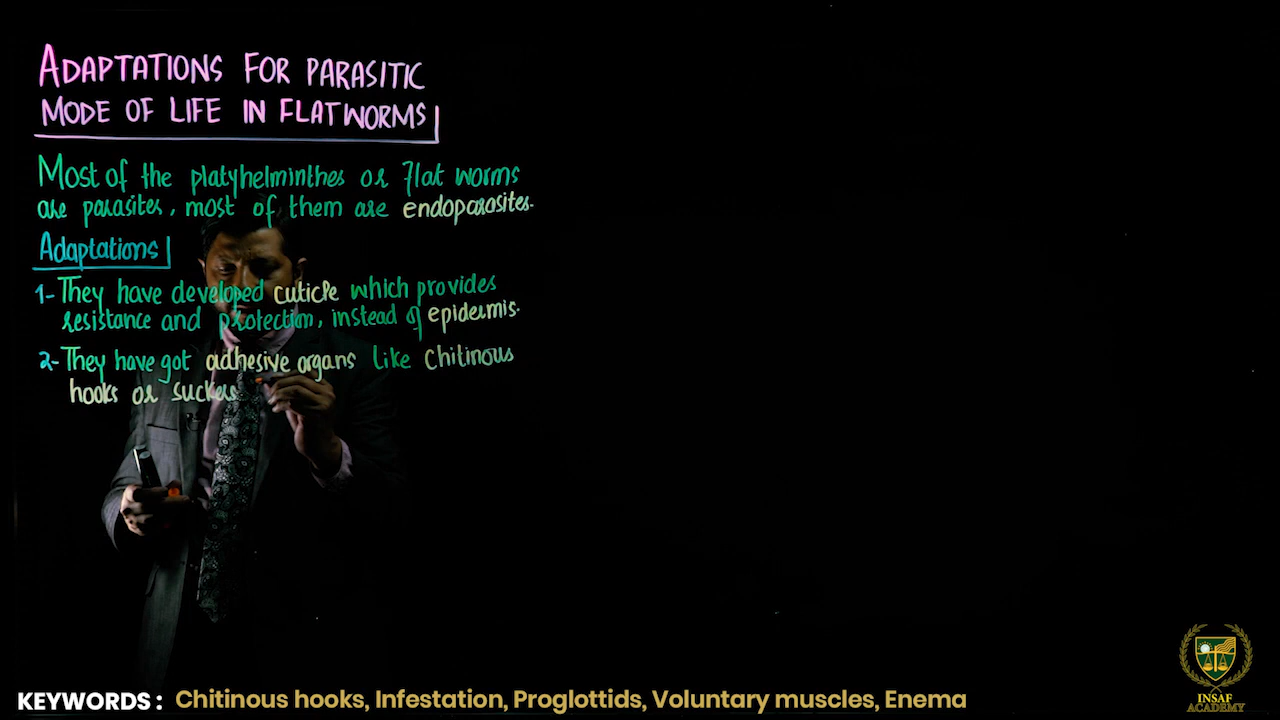 ADAPTATIONS FOR PARASITIC
MODE OF LIFE IN FLATWORMS
Most of the platyhelminthes or flat worms
are parasites, most of them are endoparasites.
Adaptations
1- They have developed cuticle which provides
resistance and protection, instead of epidermis.
2- They have got adhesive organs like chitinous
hooks or suckers
KEYWORDS : Chitinous hooks, Infestation, Proglottids, Voluntary muscles, Enema
INSAF
ACADEMY